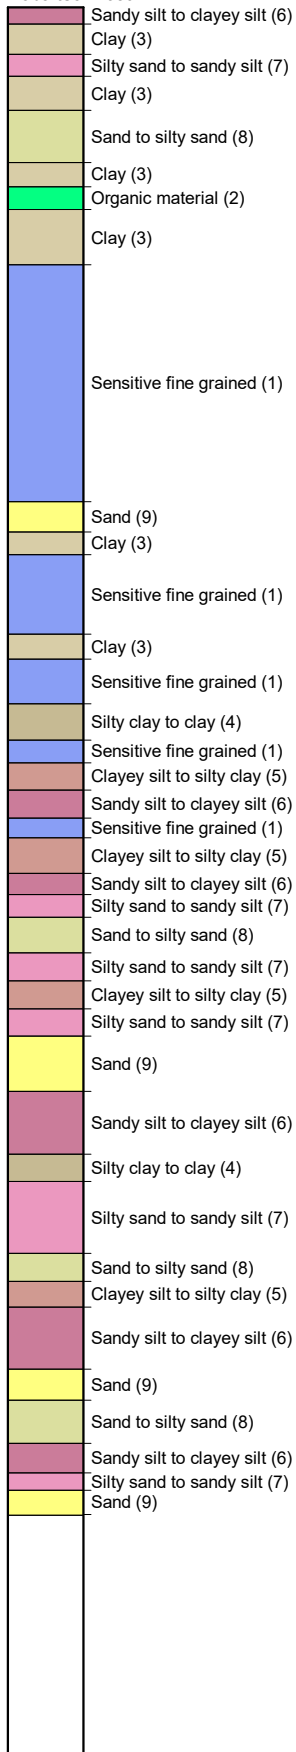 Sandy silt to clayey silt (6)
Clay (3)
Silty sand to sandy silt (7)
Clay (3)
Sand to silty sand (8)
Clay (3)
Organic material (2)
Clay (3)
Sensitive fine grained (1)
Sand (9)
Clay (3)
Sensitive fine grained (1)
Clay (3)
Sensitive fine grained (1)
Silty clay to clay (4)
Sensitive fine grained (1)
Clayey silt to silty clay (5)
Sandy silt to clayey silt (6)
Sensitive fine grained (1)
Clayey silt to silty clay (5)
Sandy silt to clayey silt (6)
Silty sand to sandy silt (7)
Sand to silty sand (8)
Silty sand to sandy silt (7)
Clayey silt to silty clay (5)
Silty sand to sandy silt (7)
Sand (9)
Sandy silt to clayey silt (6)
Silty clay to clay (4)
Silty sand to sandy silt (7)
Sand to silty sand (8)
Clayey silt to silty clay (5)
Sandy silt to clayey silt (6)
Sand (9)
Sand to silty sand (8)
Sandy silt to clayey silt (6)
Silty sand to sandy silt (7)
Sand (9)